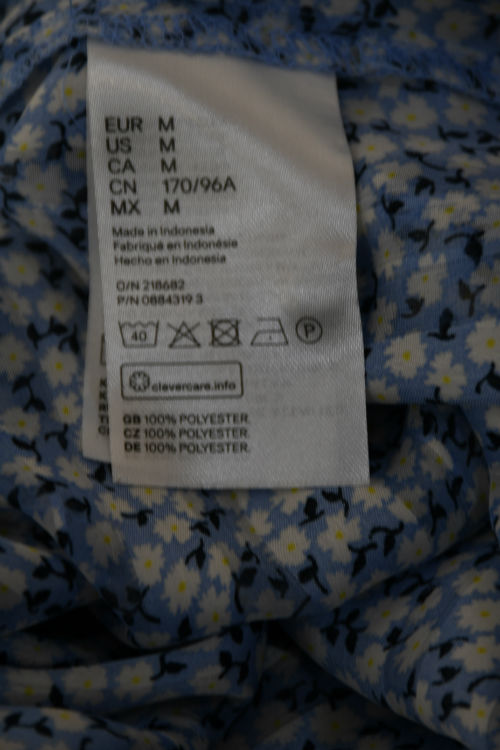 EUR M
US M
CA M
CN 170/96A
MX M
Made in Indonesia
Fabriqué en Indonésie
Hecho en Indonesia
O/N 218682
P/N 0884319 3
40
P
clevercare.info
GB 100% POLYESTER.
CZ 100% POLYESTER.
DE 100% POLYESTER.